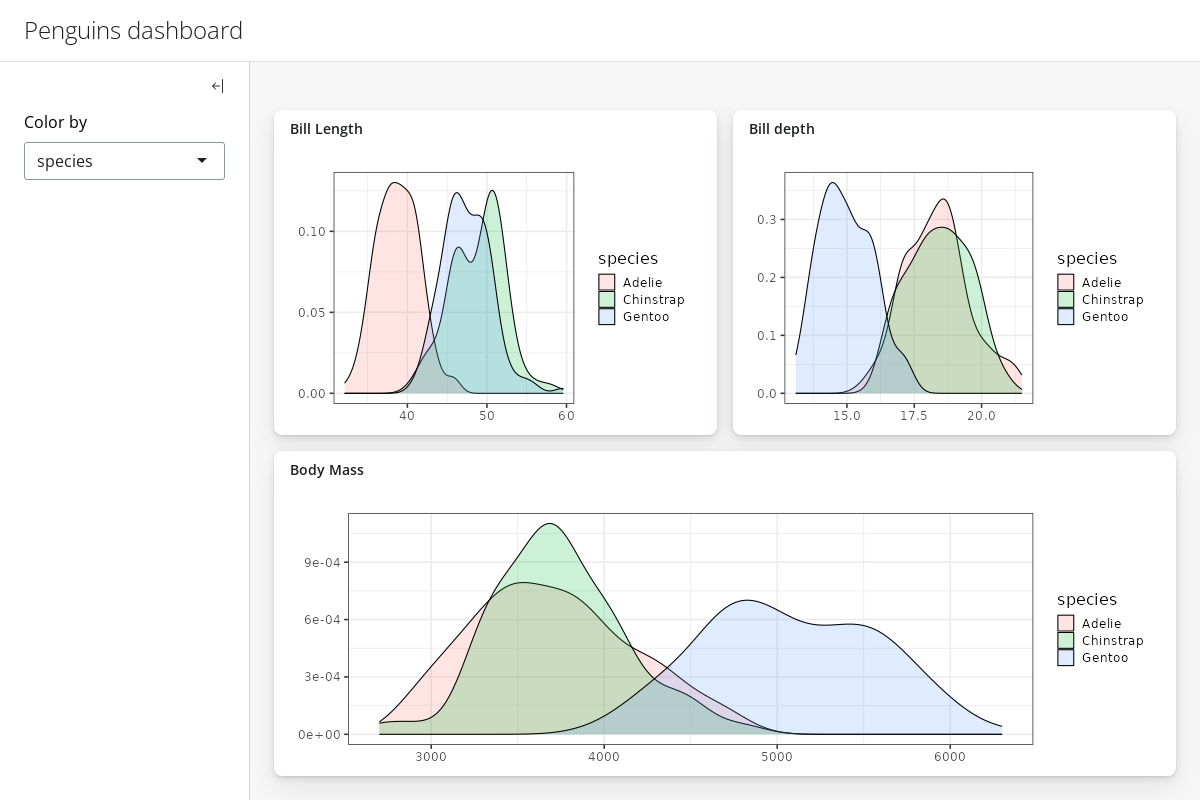 Penguins dashboard
Color by
species
Bill Length
0.10
0.05
0.00
40 50 60
species
Adelie
Chinstrap
Gentoo
Bill depth
0.3
0.2
0.1
0.0
15.0 17.5 20.0
species
Adelie
Chinstrap
Gentoo
Body Mass
9e-04
6e-04
3e-04
0e+00
3000 4000 5000 6000
species
Adelie
Chinstrap
Gentoo